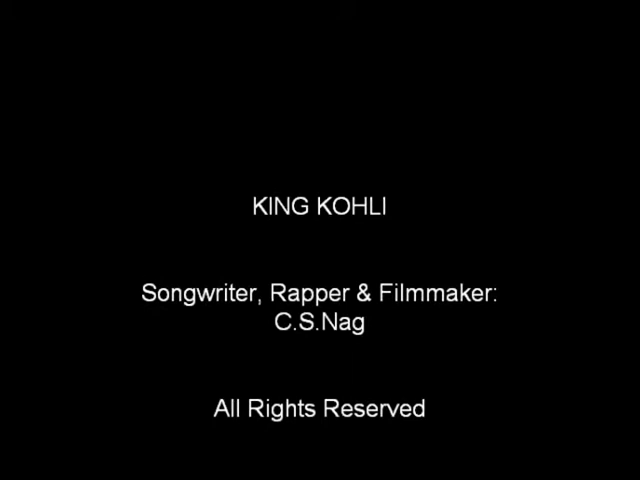 KING KOHLI
Songwriter, Rapper & Filmmaker:
C.S.Nag
All Rights Reserved